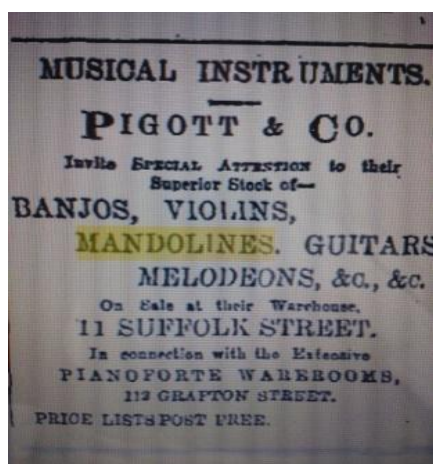 MUSICAL INSTRUMENTS.
PIGOTT & CO.
Invite SPECIAL ATTENTION to their
Superior Stock of—
BANJOS, VIOLINS,
MANDOLINES. GUITARS
MELODEONS, &c., &c.
On Sale at their Warehouse,
11 SUFFOLK STREET.
In connection with the Extensive
PIANOFORTE WAREROOMS,
112 GRAFTON STREET.
PRICE LISTS POST FREE.